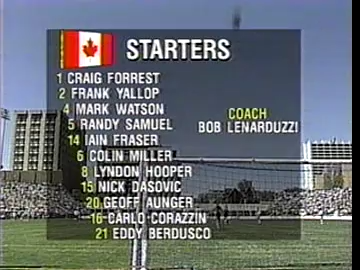 STARTERS
1 CRAIG FORREST
2 FRANK YALLOP
4 MARK WATSON
5 RANDY SAMUEL
14 IAIN FRASER
6 COLIN MILLER
8 LYNDON HOOPER
15 NICK DASOVIC
20 GEOFF AUNGER
16 CARLO CORAZZIN
21 EDDY BERDUSCO
COACH
BOB LENARDUZZI